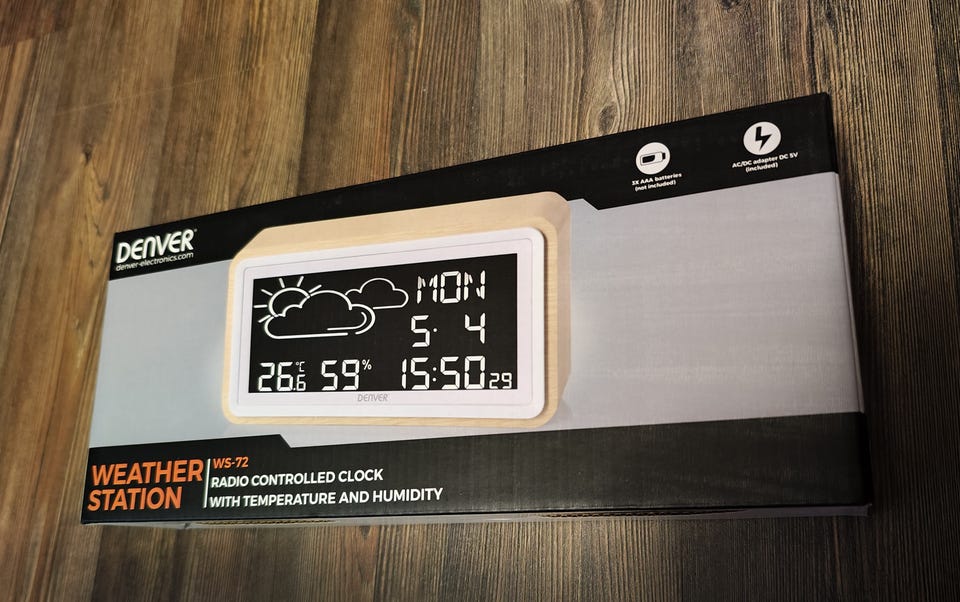 3X AAA batteries
(not included)
AC/DC adapter DC 5V
(included)
DENVER®
denver-electronics.com
MON
5· 4
26.6 °C 59% 15:50 29
DENVER
WEATHER
STATION
WS-72
RADIO CONTROLLED CLOCK
WITH TEMPERATURE AND HUMIDITY